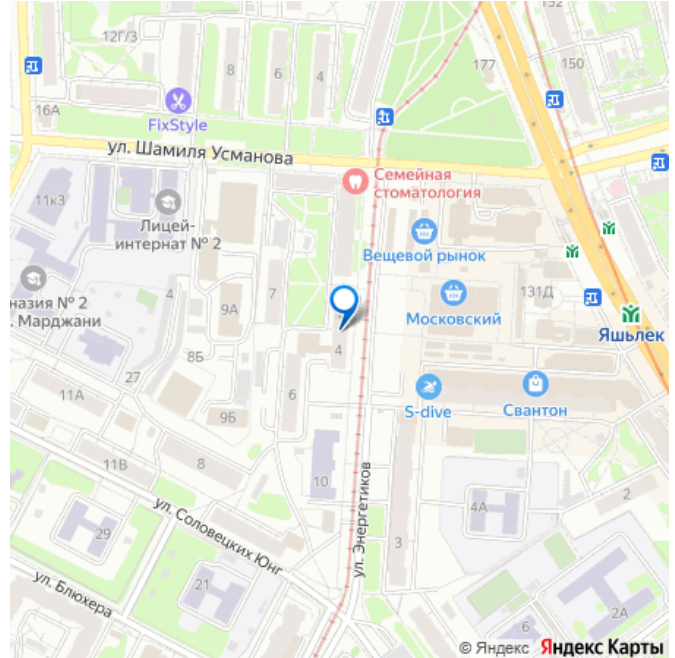 152
12Г/3
177
150
8
6
4
16А
FixStyle
ул. Шамиля Усманова
Семейная
стоматология
11к3
Лицей-
интернат № 2
Вещевой рынок
назия № 2
. Марджани
4
9А
7
131Д
Московский
Яшьлек
8Б
4
27
11А
6
9Б
S-dive
Свантон
11В
8
10
ул. Соловецких Юнг
ул. Энергетиков
4А
2
29
3
ул. Блюхера
21
6
2А
© Яндекс Яндекс Карты